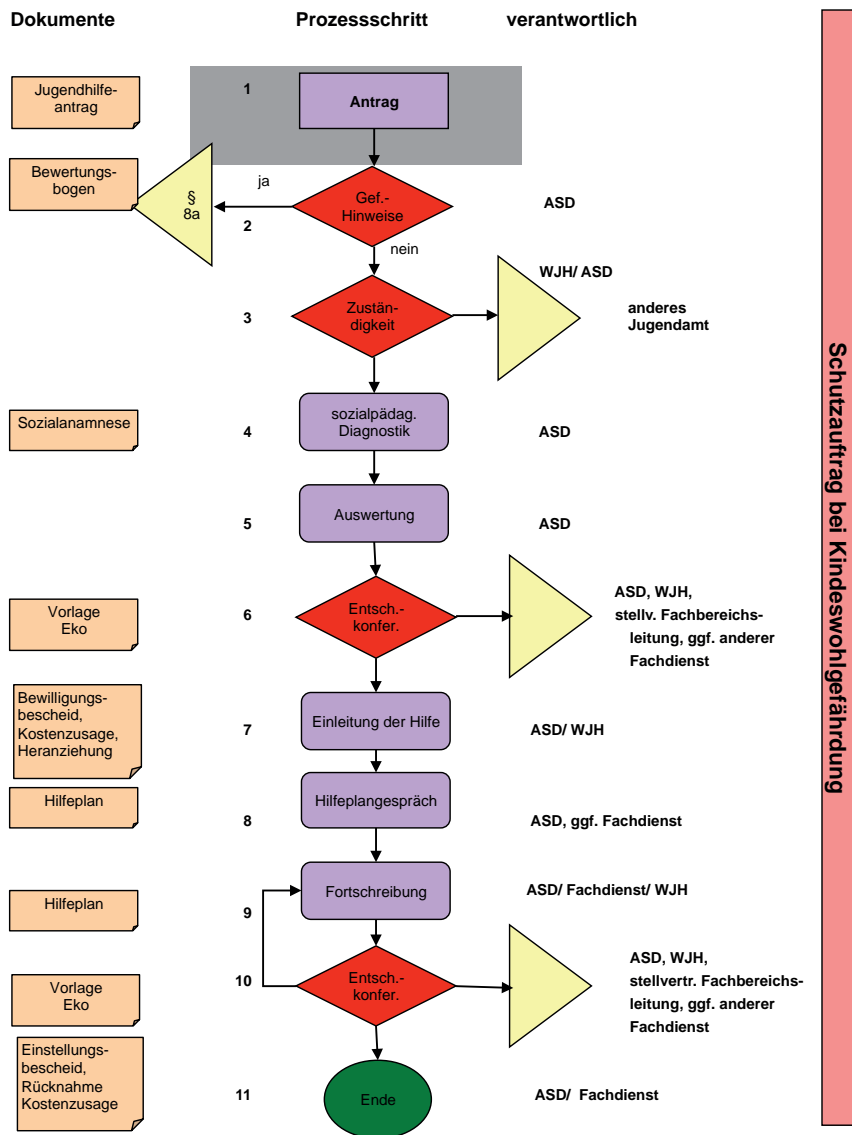 Dokumente
Prozessschritt
verantwortlich
Jugendhilfe-
antrag
1
Antrag
Bewertungs-
bogen
§
8a
ja
2
Gef.-
Hinweise
ASD
nein
3
Zustän-
digkeit
WJH/ ASD
anderes
Jugendamt
Sozialanamnese
4
sozialpädag.
Diagnostik
ASD
5
Auswertung
ASD
Vorlage
Eko
6
Entsch.-
konfer.
ASD, WJH,
stellv. Fachbereichs-
leitung, ggf. anderer
Fachdienst
Bewilligungs-
bescheid,
Kostenzusage,
Heranziehung
7
Einleitung der Hilfe
ASD/ WJH
Hilfeplan
8
Hilfeplangespräch
ASD, ggf. Fachdienst
Hilfeplan
9
Fortschreibung
ASD/ Fachdienst/ WJH
Vorlage
Eko
10
Entsch.-
konfer.
ASD, WJH,
stellvertr. Fachbereichs-
leitung, ggf. anderer
Fachdienst
Einstellungs-
bescheid,
Rücknahme
Kostenzusage
11
Ende
ASD/ Fachdienst
Schutzauftrag bei Kindeswohlgefährdung